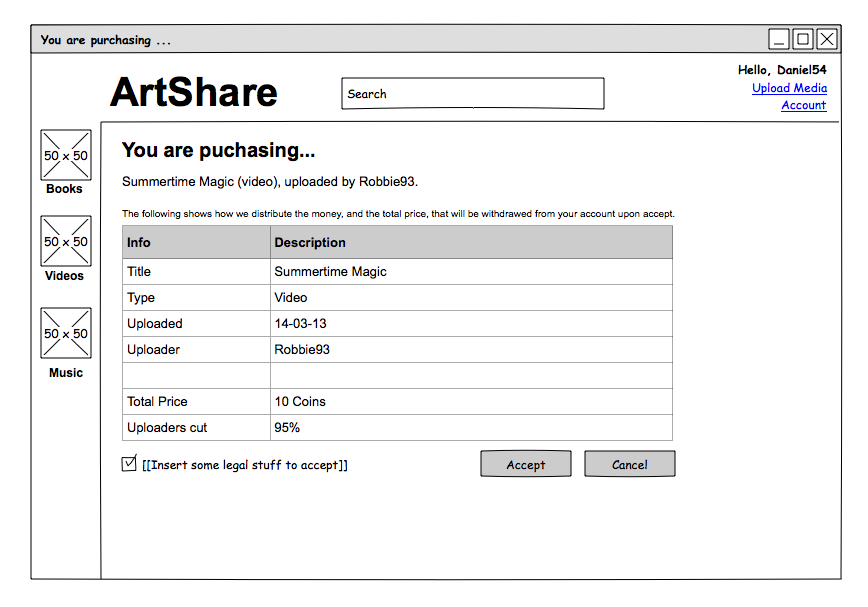 You are purchasing ...
Hello, Daniel54
ArtShare
Search
Upload Media
Account
50 x 50
Books
50 x 50
Videos
50 x 50
Music
You are puchasing...
Summertime Magic (video), uploaded by Robbie93.
The following shows how we distribute the money, and the total price, that will be withdrawed from your account upon accept.
Info Description
Title Summertime Magic
Type Video
Uploaded 14-03-13
Uploader Robbie93
Total Price 10 Coins
Uploaders cut 95%
[[Insert some legal stuff to accept]] Accept Cancel